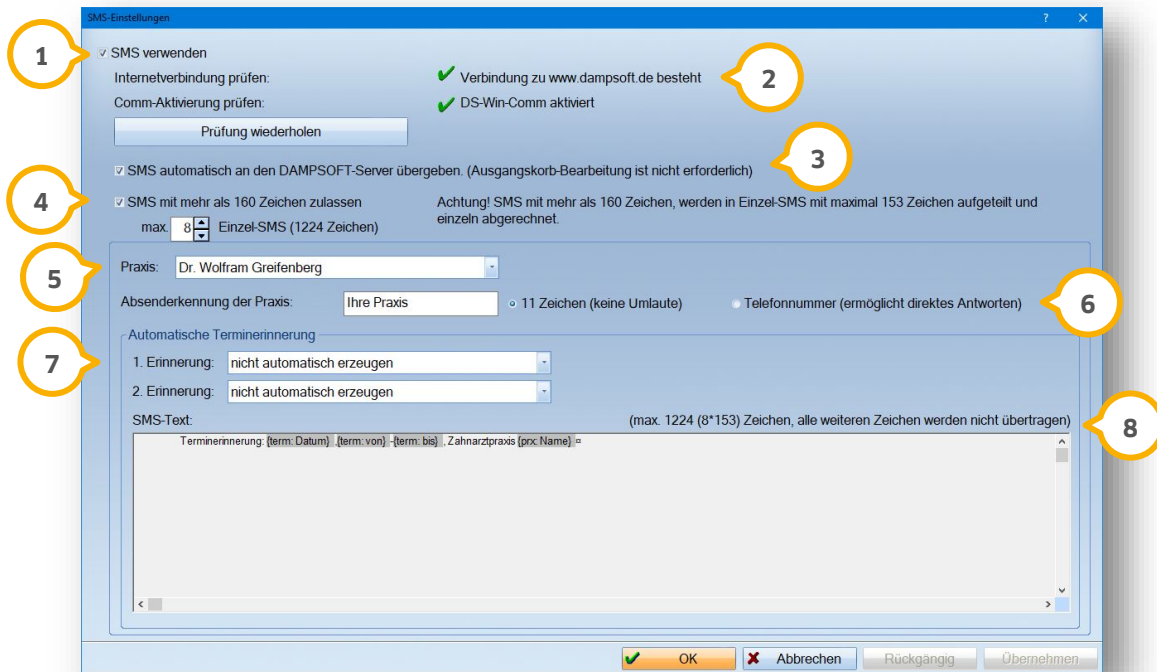 SMS-Einstellungen ? ×
1 SMS verwenden
Internetverbindung prüfen: Verbindung zu www.dampsoft.de besteht 2
Comm-Aktivierung prüfen: DS-Win-Comm aktiviert
Prüfung wiederholen
SMS automatisch an den DAMPSOFT-Server übergeben. (Ausgangskorb-Bearbeitung ist nicht erforderlich) 3
4 SMS mit mehr als 160 Zeichen zulassen Achtung! SMS mit mehr als 160 Zeichen, werden in Einzel-SMS mit maximal 153 Zeichen aufgeteilt und
einzeln abgerechnet.
max. 8 Einzel-SMS (1224 Zeichen)
5 Praxis: Dr. Wolfram Greifenberg
Absenderkennung der Praxis: Ihre Praxis 11 Zeichen (keine Umlaute) Telefonnummer (ermöglicht direktes Antworten) 6
Automatische Terminerinnerung
7 1. Erinnerung: nicht automatisch erzeugen
2. Erinnerung: nicht automatisch erzeugen
SMS-Text: (max. 1224 (8*153) Zeichen, alle weiteren Zeichen werden nicht übertragen) 8
Terminerinnerung: {term: Datum} ,{term: von} -{term: bis} , Zahnarztpraxis {prx: Name} ¤
OK Abbrechen Rückgängig Übernehmen